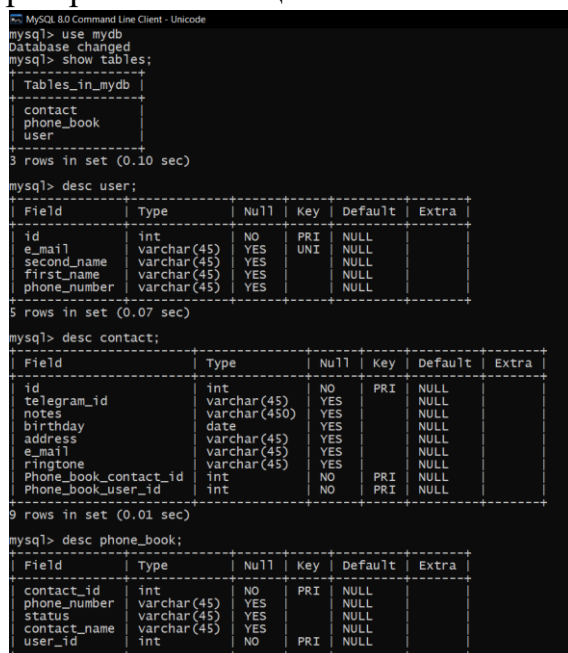 MySQL 8.0 Command Line Client - Unicode
mysql> use mydb
Database changed
mysql> show tables;
+----------------+
| Tables_in_mydb |
+----------------+
| contact        |
| phone_book     |
| user           |
+----------------+
3 rows in set (0.10 sec)
mysql> desc user;
+--------------+-------------+------+-----+---------+-------+
| Field        | Type        | Null | Key | Default | Extra |
+--------------+-------------+------+-----+---------+-------+
| id           | int         | NO   | PRI | NULL    |       |
| e_mail       | varchar(45) | YES  | UNI | NULL    |       |
| second_name  | varchar(45) | YES  |     | NULL    |       |
| first_name   | varchar(45) | YES  |     | NULL    |       |
| phone_number | varchar(45) | YES  |     | NULL    |       |
+--------------+-------------+------+-----+---------+-------+
5 rows in set (0.07 sec)
mysql> desc contact;
+-----------------------+--------------+------+-----+---------+-------+
| Field                 | Type         | Null | Key | Default | Extra |
+-----------------------+--------------+------+-----+---------+-------+
| id                    | int          | NO   | PRI | NULL    |       |
| telegram_id           | varchar(45)  | YES  |     | NULL    |       |
| notes                 | varchar(450) | YES  |     | NULL    |       |
| birthday              | date         | YES  |     | NULL    |       |
| address               | varchar(45)  | YES  |     | NULL    |       |
| e_mail                | varchar(45)  | YES  |     | NULL    |       |
| ringtone              | varchar(45)  | YES  |     | NULL    |       |
| Phone_book_contact_id | int          | NO   | PRI | NULL    |       |
| Phone_book_user_id    | int          | NO   | PRI | NULL    |       |
+-----------------------+--------------+------+-----+---------+-------+
9 rows in set (0.01 sec)
mysql> desc phone_book;
+--------------+-------------+------+-----+---------+-------+
| Field        | Type        | Null | Key | Default | Extra |
+--------------+-------------+------+-----+---------+-------+
| contact_id   | int         | NO   | PRI | NULL    |       |
| phone_number | varchar(45) | YES  |     | NULL    |       |
| status       | varchar(45) | YES  |     | NULL    |       |
| contact_name | varchar(45) | YES  |     | NULL    |       |
| user_id      | int         | NO   | PRI | NULL    |       |